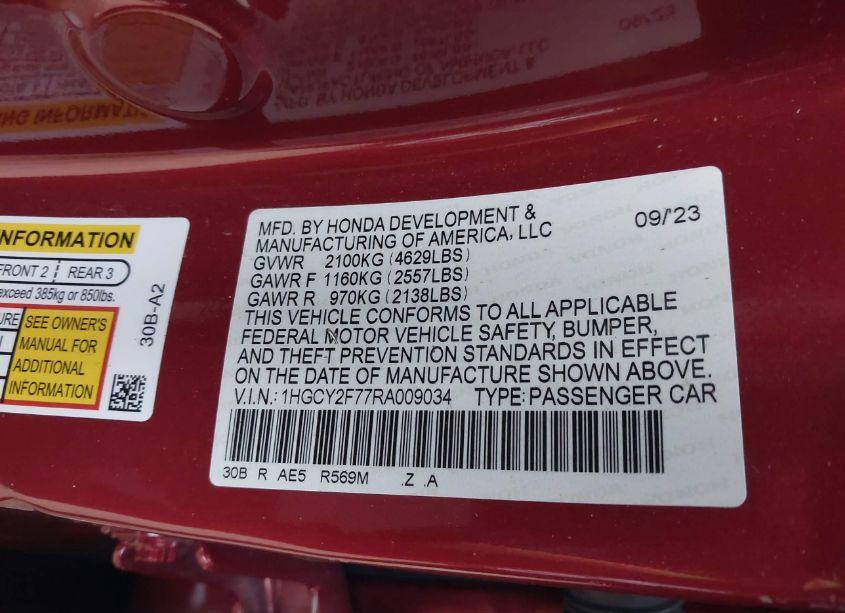 INFORMATION
FRONT 2 REAR 3
exceed 385kg or 850lbs.
SEE OWNER'S
MANUAL FOR
ADDITIONAL
INFORMATION
30B-A2
MFD. BY HONDA DEVELOPMENT &
MANUFACTURING OF AMERICA, LLC
09/'23
GVWR 2100KG (4629LBS)
GAWR F 1160KG (2557LBS)
GAWR R 970KG (2138LBS)
THIS VEHICLE CONFORMS TO ALL APPLICABLE
FEDERAL MOTOR VEHICLE SAFETY, BUMPER,
AND THEFT PREVENTION STANDARDS IN EFFECT
ON THE DATE OF MANUFACTURE SHOWN ABOVE.
V.I.N.: 1HGCY2F77RA009034 TYPE: PASSENGER CAR
30B R AE5 R569M .Z .A